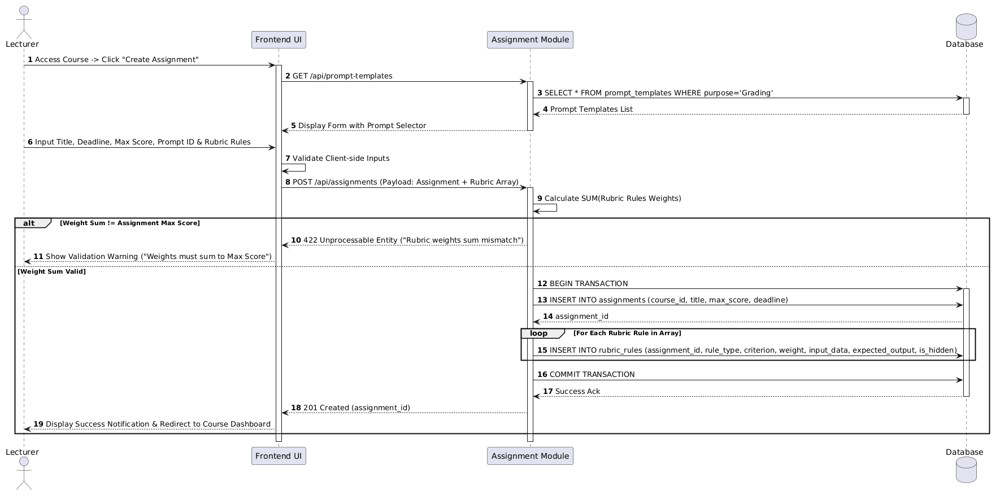 Lecturer
Frontend UI
Assignment Module
Database
1 Access Course -> Click "Create Assignment"
2 GET /api/prompt-templates
3 SELECT * FROM prompt_templates WHERE purpose='Grading'
4 Prompt Templates List
5 Display Form with Prompt Selector
6 Input Title, Deadline, Max Score, Prompt ID & Rubric Rules
7 Validate Client-side Inputs
8 POST /api/assignments (Payload: Assignment + Rubric Array)
9 Calculate SUM(Rubric Rules Weights)
alt [Weight Sum != Assignment Max Score]
10 422 Unprocessable Entity ("Rubric weights sum mismatch")
11 Show Validation Warning ("Weights must sum to Max Score")
[Weight Sum Valid]
12 BEGIN TRANSACTION
13 INSERT INTO assignments (course_id, title, max_score, deadline)
14 assignment_id
loop [For Each Rubric Rule in Array]
15 INSERT INTO rubric_rules (assignment_id, rule_type, criterion, weight, input_data, expected_output, is_hidden)
16 COMMIT TRANSACTION
17 Success Ack
18 201 Created (assignment_id)
19 Display Success Notification & Redirect to Course Dashboard
Lecturer
Frontend UI
Assignment Module
Database